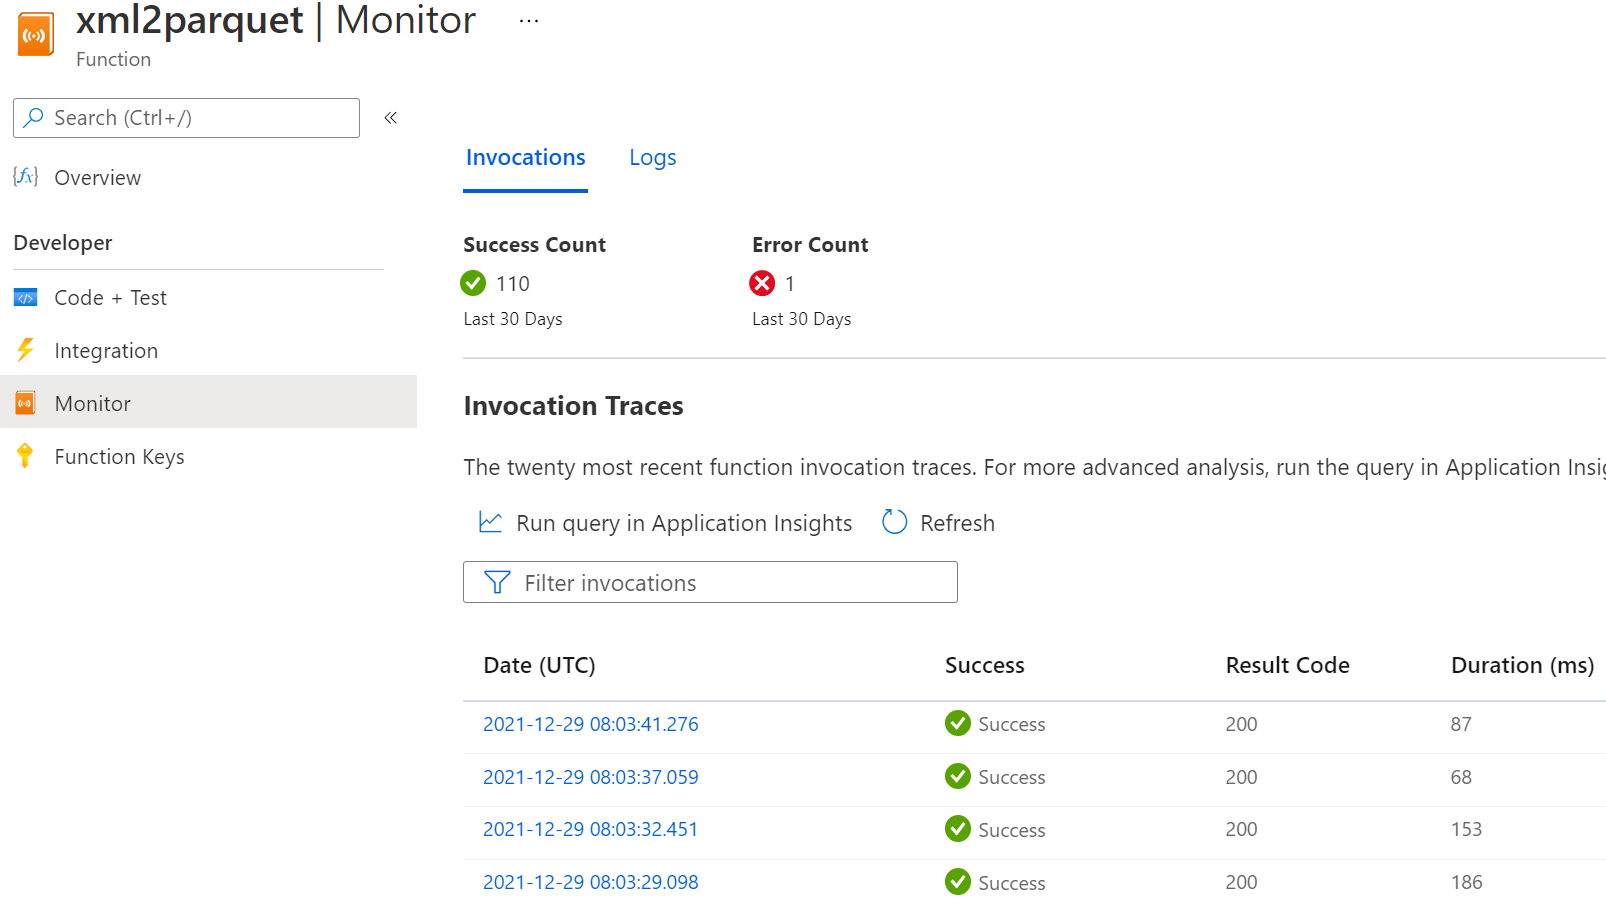 xml2parquet | Monitor ...
Function
Search (Ctrl+/)
«
Overview
Developer
Code + Test
Integration
Monitor
Function Keys
Invocations Logs
Success Count Error Count
110 1
Last 30 Days Last 30 Days
Invocation Traces
The twenty most recent function invocation traces. For more advanced analysis, run the query in Application Insi
Run query in Application Insights Refresh
Filter invocations
Date (UTC) Success Result Code Duration (ms)
2021-12-29 08:03:41.276 Success 200 87
2021-12-29 08:03:37.059 Success 200 68
2021-12-29 08:03:32.451 Success 200 153
2021-12-29 08:03:29.098 Success 200 186